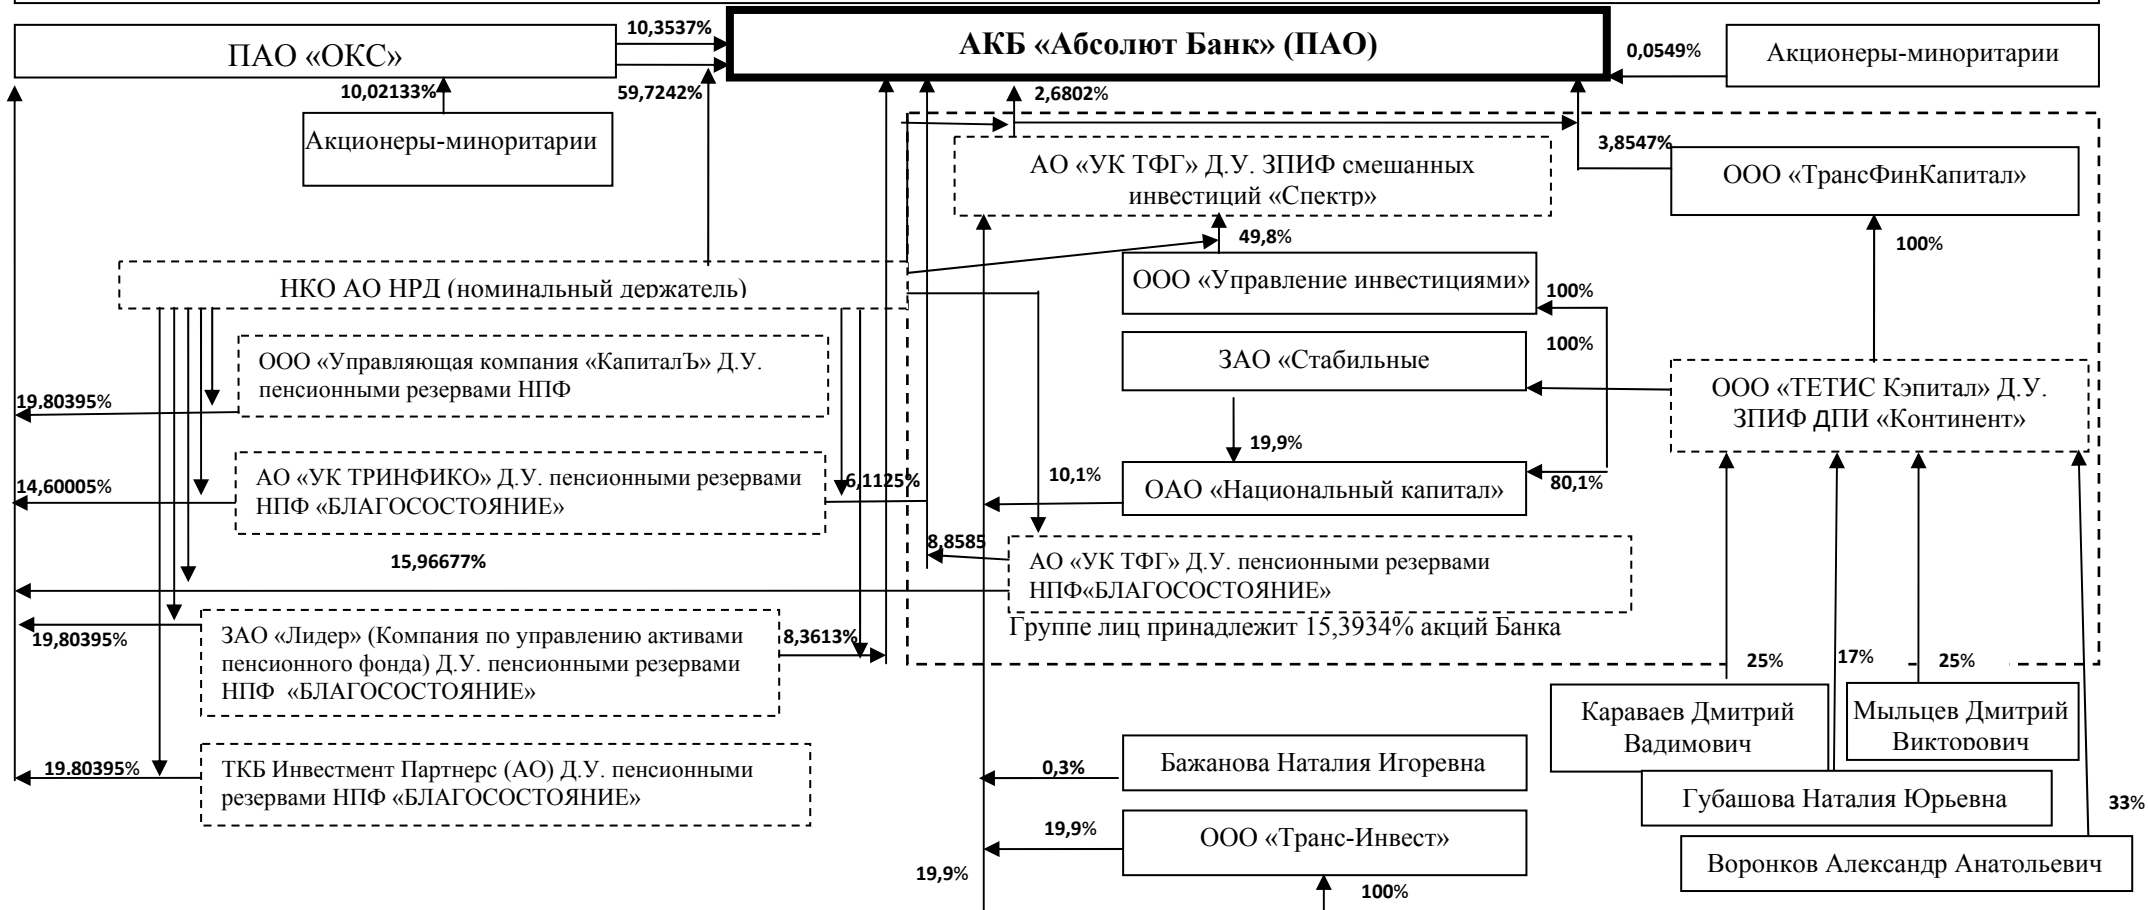 10,3537%
АКБ «Абсолют Банк» (ПАО)
ПАО «ОКС»
0,0549%
Акционеры-миноритарии
10,02133%
59,7242%
2,6802%
Акционеры-миноритарии
3,8547%
АО «УК ТФГ» Д.У. ЗПИФ смешанных
инвестиций «Спектр»
ООО «ТрансФинКапитал»
49,8%
100%
НКО АО НРД (номинальный держатель)
ООО «Управление инвестициями»
100%
ООО «Управляющая компания «КапиталЪ» Д.У.
пенсионными резервами НПФ
19,80395%
ЗАО «Стабильные
100%
ООО «ТЕТИС Кэпитал» Д.У.
ЗПИФ ДПИ «Континент»
19,9%
АО «УК ТРИНФИКО» Д.У. пенсионными резервами
НПФ «БЛАГОСОСТОЯНИЕ»
14,60005%
6,1125%
10,1%
ОАО «Национальный капитал»
80,1%
15,96677%
8,8585
АО «УК ТФГ» Д.У. пенсионными резервами
НПФ«БЛАГОСОСТОЯНИЕ»
Группе лиц принадлежит 15,3934% акций Банка
19,80395%
ЗАО «Лидер» (Компания по управлению активами
пенсионного фонда) Д.У. пенсионными резервами
НПФ «БЛАГОСОСТОЯНИЕ»
8,3613%
25%
17%
25%
Караваев Дмитрий
Вадимович
Мыльцев Дмитрий
Викторович
19.80395%
ТКБ Инвестмент Партнерс (АО) Д.У. пенсионными
резервами НПФ «БЛАГОСОСТОЯНИЕ»
0,3%
Бажанова Наталия Игоревна
Губашова Наталия Юрьевна
33%
19,9%
ООО «Транс-Инвест»
Воронков Александр Анатольевич
19,9%
100%